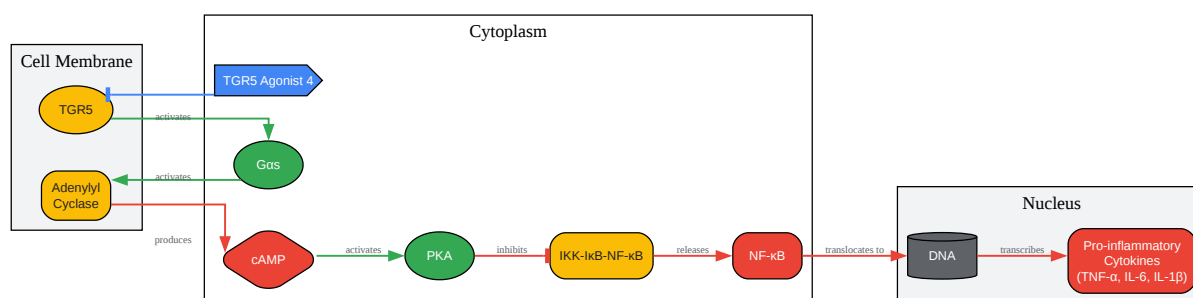 Cytoplasm
Cell Membrane
TGR5 Agonist 4
TGR5
activates
Gαs
activates
Adenylyl
Cyclase
produces
cAMP
activates
PKA
inhibits
IKK-IκB-NF-κB
releases
NF-κB
translocates to
Nucleus
DNA
transcribes
Pro-inflammatory
Cytokines
(TNF-α, IL-6, IL-1β)